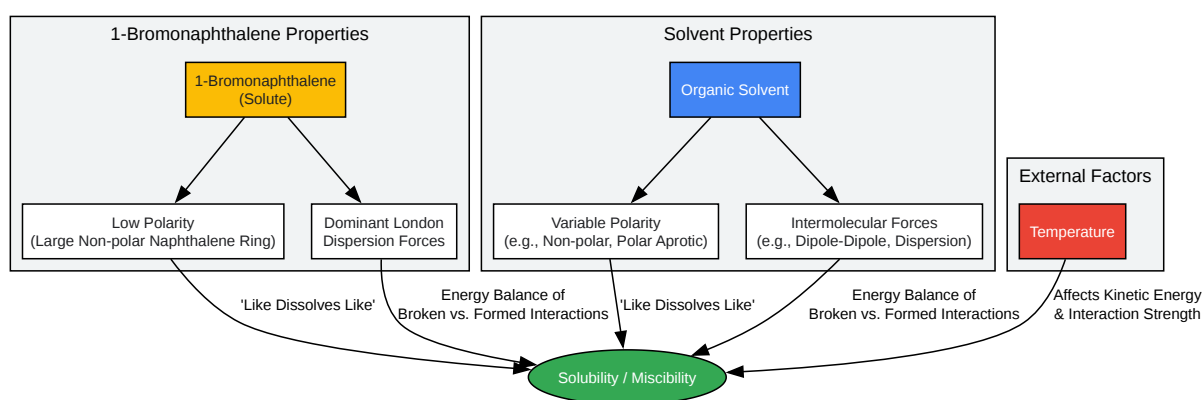 1-Bromonaphthalene Properties
1-Bromonaphthalene
(Solute)
Low Polarity
(Large Non-polar Naphthalene Ring)
Dominant London
Dispersion Forces
Solvent Properties
Organic Solvent
Variable Polarity
(e.g., Non-polar, Polar Aprotic)
Intermolecular Forces
(e.g., Dipole-Dipole, Dispersion)
External Factors
Temperature
'Like Dissolves Like'
Energy Balance of
Broken vs. Formed Interactions
'Like Dissolves Like'
Energy Balance of
Broken vs. Formed Interactions
Affects Kinetic Energy
& Interaction Strength
Solubility / Miscibility